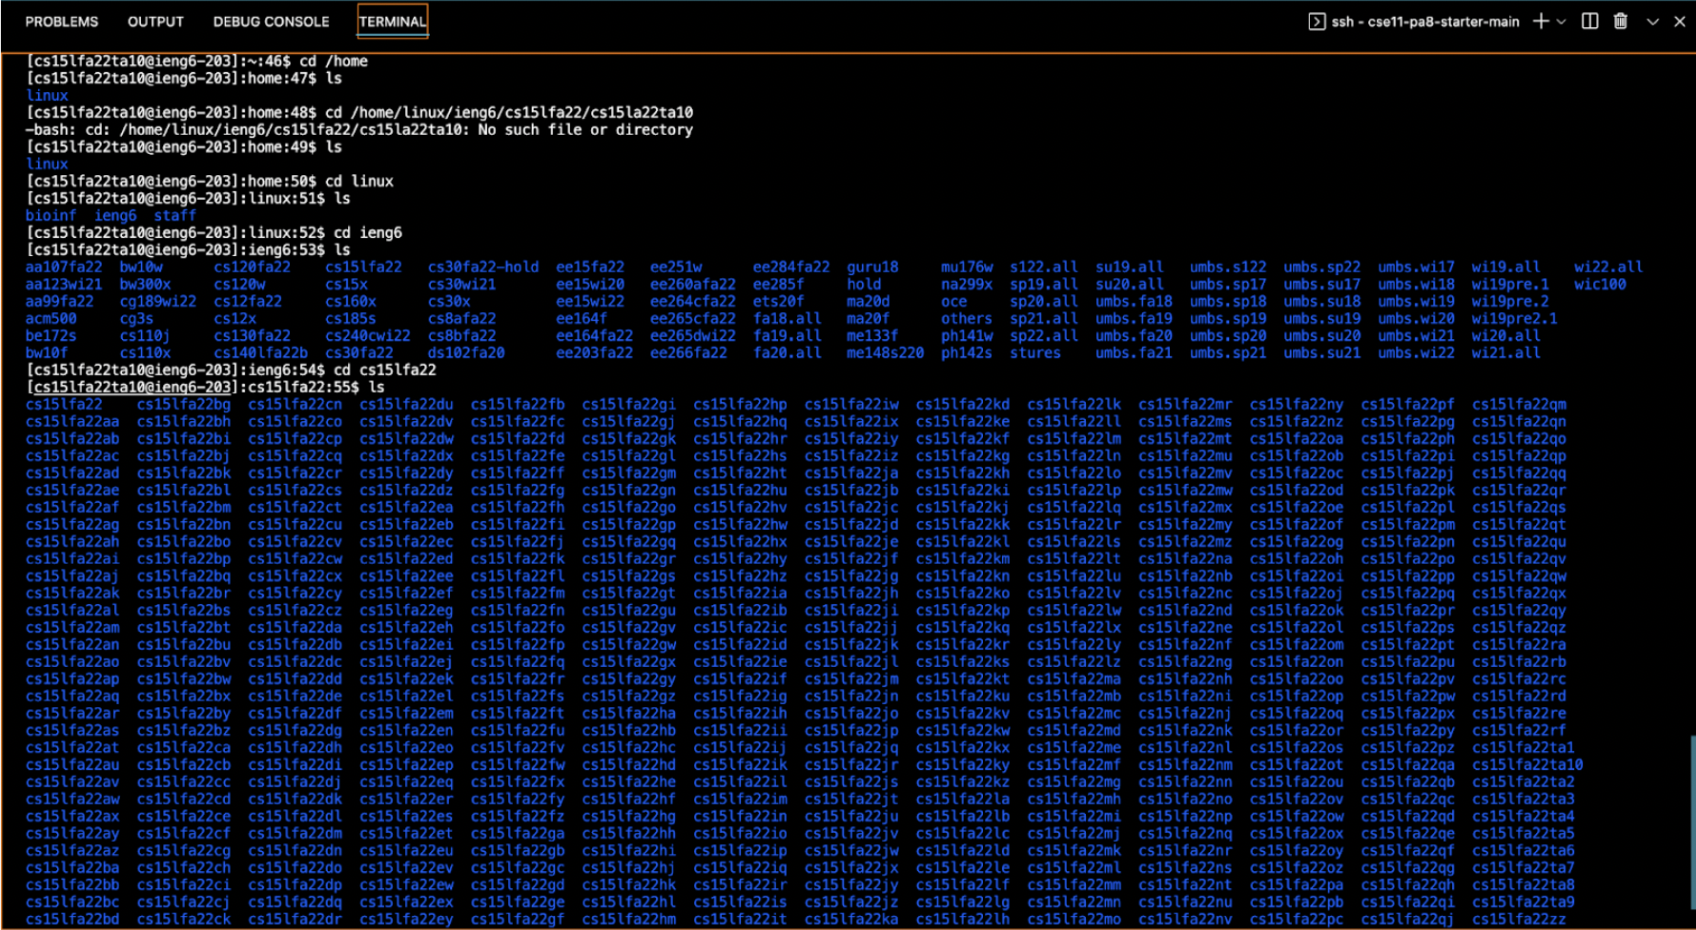 PROBLEMS OUTPUT DEBUG CONSOLE TERMINAL ssh - cse11-pa8-starter-main
[cs15lfa22ta10@ieng6-203]:~:46$ cd /home
[cs15lfa22ta10@ieng6-203]:home:47$ ls
linux
[cs15lfa22ta10@ieng6-203]:home:48$ cd /home/linux/ieng6/cs15lfa22/cs15la22ta10
-bash: cd: /home/linux/ieng6/cs15lfa22/cs15la22ta10: No such file or directory
[cs15lfa22ta10@ieng6-203]:home:49$ ls
linux
[cs15lfa22ta10@ieng6-203]:home:50$ cd linux
[cs15lfa22ta10@ieng6-203]:linux:51$ ls
bioinf ieng6 staff
[cs15lfa22ta10@ieng6-203]:linux:52$ cd ieng6
[cs15lfa22ta10@ieng6-203]:ieng6:53$ ls
aa107fa22 bw10w cs120fa22 cs15lfa22 cs30fa22-hold ee15fa22 ee251w ee284fa22 guru18 mu176w s122.all su19.all umbs.s122 umbs.sp22 umbs.wi17 wi19.all wi22.all
aa123wi21 bw300x cs120w cs15x cs30wi21 ee15wi20 ee260afa22 ee285f hold na299x sp19.all su20.all umbs.sp17 umbs.su17 umbs.wi18 wi19pre.1 wic100
aa99fa22 cg189wi22 cs12fa22 cs160x cs30x ee15wi22 ee264cfa22 ets20f ma20d oce sp20.all umbs.fa18 umbs.sp18 umbs.su18 umbs.wi19 wi19pre.2
acm500 cg3s cs12x cs185s cs8afa22 ee164f ee265cfa22 fa18.all ma20f others sp21.all umbs.fa19 umbs.sp19 umbs.su19 umbs.wi20 wi19pre2.1
be172s cs110j cs130fa22 cs240cwi22 cs8bfa22 ee164fa22 ee265dwi22 fa19.all me133f ph141w sp22.all umbs.fa20 umbs.sp20 umbs.su20 umbs.wi21 wi20.all
bw10f cs110x cs140lfa22b cs30fa22 ds102fa20 ee203fa22 ee266fa22 fa20.all me148s220 ph142s stures umbs.fa21 umbs.sp21 umbs.su21 umbs.wi22 wi21.all
[cs15lfa22ta10@ieng6-203]:ieng6:54$ cd cs15lfa22
[cs15lfa22ta10@ieng6-203]:cs15lfa22:55$ ls
cs15lfa22 cs15lfa22bg cs15lfa22cn cs15lfa22du cs15lfa22fb cs15lfa22gi cs15lfa22hp cs15lfa22iw cs15lfa22kd cs15lfa22lk cs15lfa22mr cs15lfa22ny cs15lfa22pf cs15lfa22qm
cs15lfa22aa cs15lfa22bh cs15lfa22co cs15lfa22dv cs15lfa22fc cs15lfa22gj cs15lfa22hq cs15lfa22ix cs15lfa22ke cs15lfa22ll cs15lfa22ms cs15lfa22nz cs15lfa22pg cs15lfa22qn
cs15lfa22ab cs15lfa22bi cs15lfa22cp cs15lfa22dw cs15lfa22fd cs15lfa22gk cs15lfa22hr cs15lfa22iy cs15lfa22kf cs15lfa22lm cs15lfa22mt cs15lfa22oa cs15lfa22ph cs15lfa22qo
cs15lfa22ac cs15lfa22bj cs15lfa22cq cs15lfa22dx cs15lfa22fe cs15lfa22gl cs15lfa22hs cs15lfa22iz cs15lfa22kg cs15lfa22ln cs15lfa22mu cs15lfa22ob cs15lfa22pi cs15lfa22qp
cs15lfa22ad cs15lfa22bk cs15lfa22cr cs15lfa22dy cs15lfa22ff cs15lfa22gm cs15lfa22ht cs15lfa22ja cs15lfa22kh cs15lfa22lo cs15lfa22mv cs15lfa22oc cs15lfa22pj cs15lfa22qq
cs15lfa22ae cs15lfa22bl cs15lfa22cs cs15lfa22dz cs15lfa22fg cs15lfa22gn cs15lfa22hu cs15lfa22jb cs15lfa22ki cs15lfa22lp cs15lfa22mw cs15lfa22od cs15lfa22pk cs15lfa22qr
cs15lfa22af cs15lfa22bm cs15lfa22ct cs15lfa22ea cs15lfa22fh cs15lfa22go cs15lfa22hv cs15lfa22jc cs15lfa22kj cs15lfa22lq cs15lfa22mx cs15lfa22oe cs15lfa22pl cs15lfa22qs
cs15lfa22ag cs15lfa22bn cs15lfa22cu cs15lfa22eb cs15lfa22fi cs15lfa22gp cs15lfa22hw cs15lfa22jd cs15lfa22kk cs15lfa22lr cs15lfa22my cs15lfa22of cs15lfa22pm cs15lfa22qt
cs15lfa22ah cs15lfa22bo cs15lfa22cv cs15lfa22ec cs15lfa22fj cs15lfa22gq cs15lfa22hx cs15lfa22je cs15lfa22kl cs15lfa22ls cs15lfa22mz cs15lfa22og cs15lfa22pn cs15lfa22qu
cs15lfa22ai cs15lfa22bp cs15lfa22cw cs15lfa22ed cs15lfa22fk cs15lfa22gr cs15lfa22hy cs15lfa22jf cs15lfa22km cs15lfa22lt cs15lfa22na cs15lfa22oh cs15lfa22po cs15lfa22qv
cs15lfa22aj cs15lfa22bq cs15lfa22cx cs15lfa22ee cs15lfa22fl cs15lfa22gs cs15lfa22hz cs15lfa22jg cs15lfa22kn cs15lfa22lu cs15lfa22nb cs15lfa22oi cs15lfa22pp cs15lfa22qw
cs15lfa22ak cs15lfa22br cs15lfa22cy cs15lfa22ef cs15lfa22fm cs15lfa22gt cs15lfa22ia cs15lfa22jh cs15lfa22ko cs15lfa22lv cs15lfa22nc cs15lfa22oj cs15lfa22pq cs15lfa22qx
cs15lfa22al cs15lfa22bs cs15lfa22cz cs15lfa22eg cs15lfa22fn cs15lfa22gu cs15lfa22ib cs15lfa22ji cs15lfa22kp cs15lfa22lw cs15lfa22nd cs15lfa22ok cs15lfa22pr cs15lfa22qy
cs15lfa22am cs15lfa22bt cs15lfa22da cs15lfa22eh cs15lfa22fo cs15lfa22gv cs15lfa22ic cs15lfa22jj cs15lfa22kq cs15lfa22lx cs15lfa22ne cs15lfa22ol cs15lfa22ps cs15lfa22qz
cs15lfa22an cs15lfa22bu cs15lfa22db cs15lfa22ei cs15lfa22fp cs15lfa22gw cs15lfa22id cs15lfa22jk cs15lfa22kr cs15lfa22ly cs15lfa22nf cs15lfa22om cs15lfa22pt cs15lfa22ra
cs15lfa22ao cs15lfa22bv cs15lfa22dc cs15lfa22ej cs15lfa22fq cs15lfa22gx cs15lfa22ie cs15lfa22jl cs15lfa22ks cs15lfa22lz cs15lfa22ng cs15lfa22on cs15lfa22pu cs15lfa22rb
cs15lfa22ap cs15lfa22bw cs15lfa22dd cs15lfa22ek cs15lfa22fr cs15lfa22gy cs15lfa22if cs15lfa22jm cs15lfa22kt cs15lfa22ma cs15lfa22nh cs15lfa22oo cs15lfa22pv cs15lfa22rc
cs15lfa22aq cs15lfa22bx cs15lfa22de cs15lfa22el cs15lfa22fs cs15lfa22gz cs15lfa22ig cs15lfa22jn cs15lfa22ku cs15lfa22mb cs15lfa22ni cs15lfa22op cs15lfa22pw cs15lfa22rd
cs15lfa22ar cs15lfa22by cs15lfa22df cs15lfa22em cs15lfa22ft cs15lfa22ha cs15lfa22ih cs15lfa22jo cs15lfa22kv cs15lfa22mc cs15lfa22nj cs15lfa22oq cs15lfa22px cs15lfa22re
cs15lfa22as cs15lfa22bz cs15lfa22dg cs15lfa22en cs15lfa22fu cs15lfa22hb cs15lfa22ii cs15lfa22jp cs15lfa22kw cs15lfa22md cs15lfa22nk cs15lfa22or cs15lfa22py cs15lfa22rf
cs15lfa22at cs15lfa22ca cs15lfa22dh cs15lfa22eo cs15lfa22fv cs15lfa22hc cs15lfa22ij cs15lfa22jq cs15lfa22kx cs15lfa22me cs15lfa22nl cs15lfa22os cs15lfa22pz cs15lfa22ta1
cs15lfa22au cs15lfa22cb cs15lfa22di cs15lfa22ep cs15lfa22fw cs15lfa22hd cs15lfa22ik cs15lfa22jr cs15lfa22ky cs15lfa22mf cs15lfa22nm cs15lfa22ot cs15lfa22qa cs15lfa22ta10
cs15lfa22av cs15lfa22cc cs15lfa22dj cs15lfa22eq cs15lfa22fx cs15lfa22he cs15lfa22il cs15lfa22js cs15lfa22kz cs15lfa22mg cs15lfa22nn cs15lfa22ou cs15lfa22qb cs15lfa22ta2
cs15lfa22aw cs15lfa22cd cs15lfa22dk cs15lfa22er cs15lfa22fy cs15lfa22hf cs15lfa22im cs15lfa22jt cs15lfa22la cs15lfa22mh cs15lfa22no cs15lfa22ov cs15lfa22qc cs15lfa22ta3
cs15lfa22ax cs15lfa22ce cs15lfa22dl cs15lfa22es cs15lfa22fz cs15lfa22hg cs15lfa22in cs15lfa22ju cs15lfa22lb cs15lfa22mi cs15lfa22np cs15lfa22ow cs15lfa22qd cs15lfa22ta4
cs15lfa22ay cs15lfa22cf cs15lfa22dm cs15lfa22et cs15lfa22ga cs15lfa22hh cs15lfa22io cs15lfa22jv cs15lfa22lc cs15lfa22mj cs15lfa22nq cs15lfa22ox cs15lfa22qe cs15lfa22ta5
cs15lfa22az cs15lfa22cg cs15lfa22dn cs15lfa22eu cs15lfa22gb cs15lfa22hi cs15lfa22ip cs15lfa22jw cs15lfa22ld cs15lfa22mk cs15lfa22nr cs15lfa22oy cs15lfa22qf cs15lfa22ta6
cs15lfa22ba cs15lfa22ch cs15lfa22do cs15lfa22ev cs15lfa22gc cs15lfa22hj cs15lfa22iq cs15lfa22jx cs15lfa22le cs15lfa22ml cs15lfa22ns cs15lfa22oz cs15lfa22qg cs15lfa22ta7
cs15lfa22bb cs15lfa22ci cs15lfa22dp cs15lfa22ew cs15lfa22gd cs15lfa22hk cs15lfa22ir cs15lfa22jy cs15lfa22lf cs15lfa22mm cs15lfa22nt cs15lfa22pa cs15lfa22qh cs15lfa22ta8
cs15lfa22bc cs15lfa22cj cs15lfa22dq cs15lfa22ex cs15lfa22ge cs15lfa22hl cs15lfa22is cs15lfa22jz cs15lfa22lg cs15lfa22mn cs15lfa22nu cs15lfa22pb cs15lfa22qi cs15lfa22ta9
cs15lfa22bd cs15lfa22ck cs15lfa22dr cs15lfa22ey cs15lfa22gf cs15lfa22hm cs15lfa22it cs15lfa22ka cs15lfa22lh cs15lfa22mo cs15lfa22nv cs15lfa22pc cs15lfa22qj cs15lfa22zz